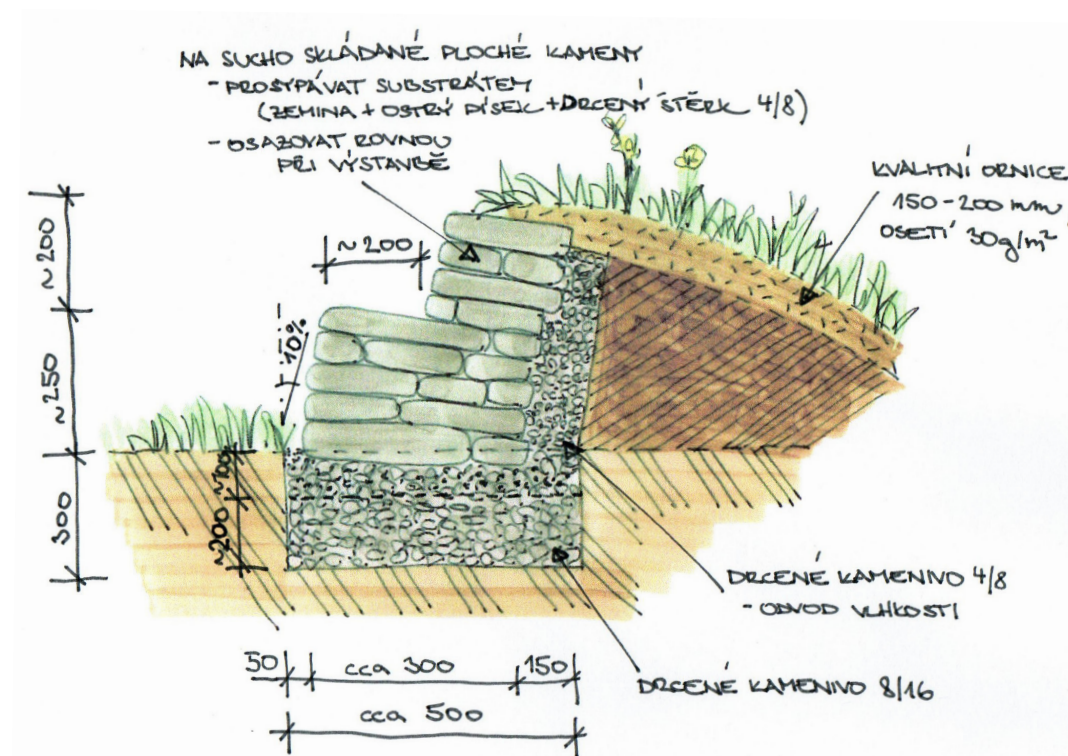 NA SUCHO SKLÁDANÉ PLOCHÉ KAMENY
- PROSYPÁVAT SUBSTRÁTEM
(ZEMINA + OSTRÝ PÍSEK + DRCENÝ ŠTĚRK 4/8)
- OSAZOVAT ROVNOU
PŘI VÝSTAVBĚ
KVALITNÍ ORNICE
150-200 mm
OSETÍ 30g/m²
~200
~200
10%
~250
300
~100
~200
DRCENÉ KAMENIVO 4/8
- ODVOD VLHKOSTI
50
cca 300
150
DRCENÉ KAMENIVO 8/16
cca 500